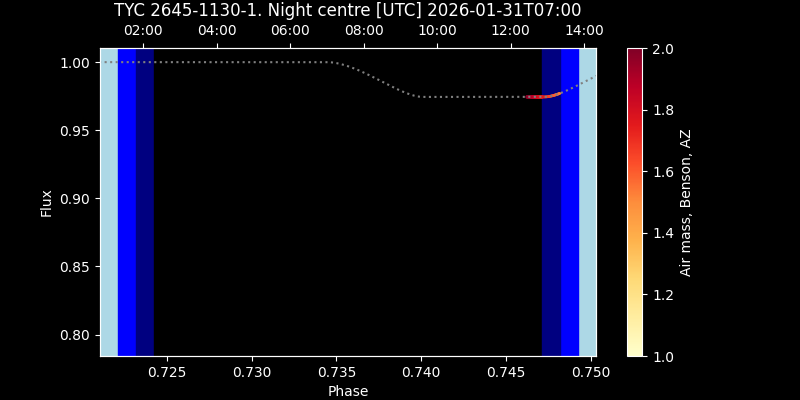 TYC 2645-1130-1. Night centre [UTC] 2026-01-31T07:00
02:00 04:00 06:00 08:00 10:00 12:00 14:00
1.00
0.95
0.90
0.85
0.80
Flux
0.725 0.730 0.735 0.740 0.745 0.750
Phase
2.0
1.8
1.6
1.4
1.2
1.0
Air mass, Benson, AZ